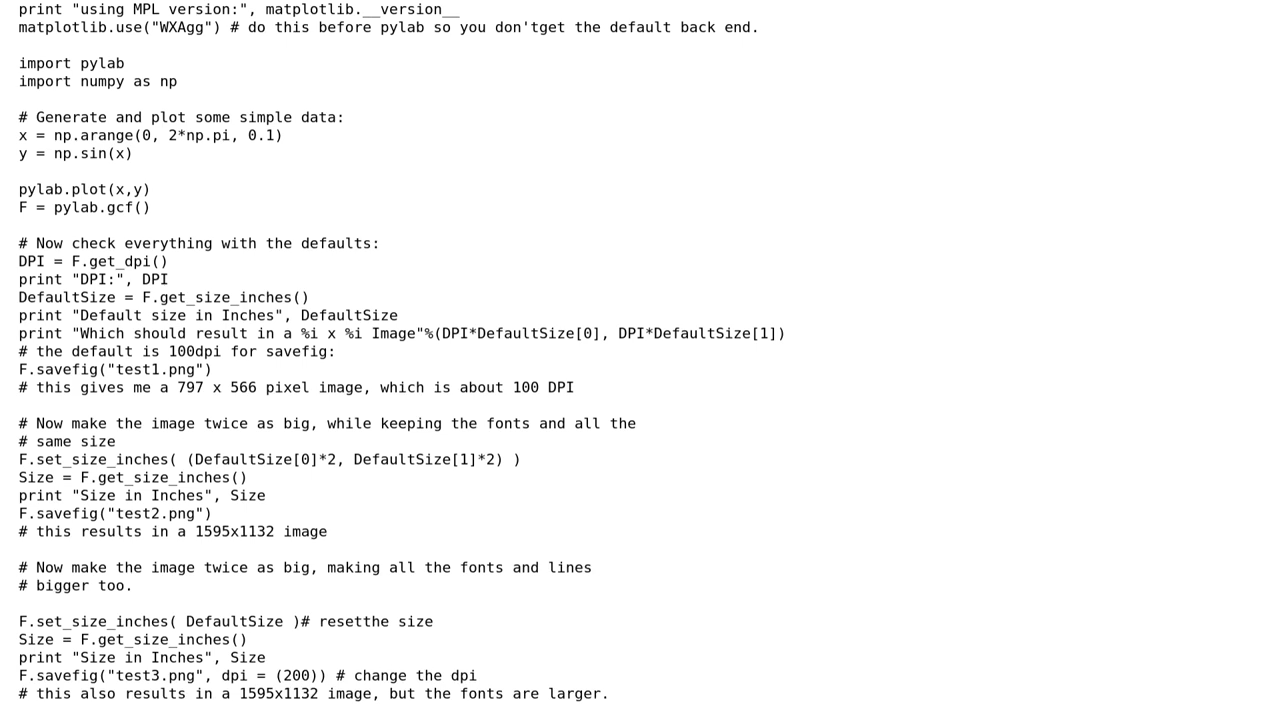 print "using MPL version:", matplotlib.__version__
matplotlib.use("WXAgg") # do this before pylab so you don'tget the default back end.

import pylab
import numpy as np

# Generate and plot some simple data:
x = np.arange(0, 2*np.pi, 0.1)
y = np.sin(x)

pylab.plot(x,y)
F = pylab.gcf()

# Now check everything with the defaults:
DPI = F.get_dpi()
print "DPI:", DPI
DefaultSize = F.get_size_inches()
print "Default size in Inches", DefaultSize
print "Which should result in a %i x %i Image"%(DPI*DefaultSize[0], DPI*DefaultSize[1])
# the default is 100dpi for savefig:
F.savefig("test1.png")
# this gives me a 797 x 566 pixel image, which is about 100 DPI

# Now make the image twice as big, while keeping the fonts and all the
# same size
F.set_size_inches( (DefaultSize[0]*2, DefaultSize[1]*2) )
Size = F.get_size_inches()
print "Size in Inches", Size
F.savefig("test2.png")
# this results in a 1595x1132 image

# Now make the image twice as big, making all the fonts and lines
# bigger too.

F.set_size_inches( DefaultSize )# resetthe size
Size = F.get_size_inches()
print "Size in Inches", Size
F.savefig("test3.png", dpi = (200)) # change the dpi
# this also results in a 1595x1132 image, but the fonts are larger.